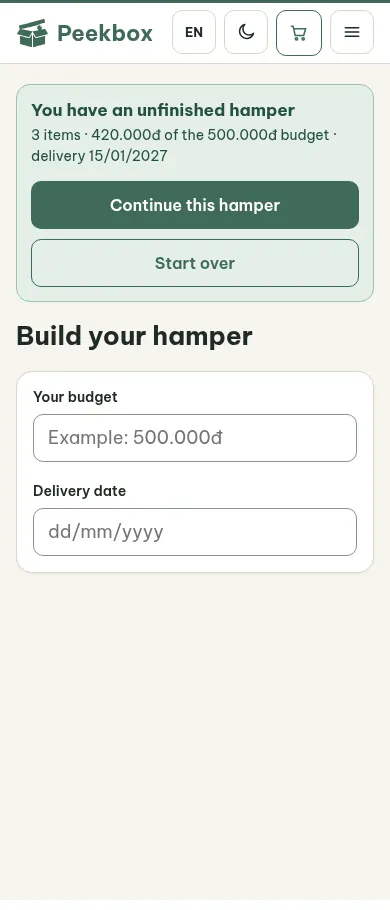 Peekbox
EN
You have an unfinished hamper
3 items · 420.000đ of the 500.000đ budget ·
delivery 15/01/2027
Continue this hamper
Start over
Build your hamper
Your budget
Example: 500.000đ
Delivery date
dd/mm/yyyy